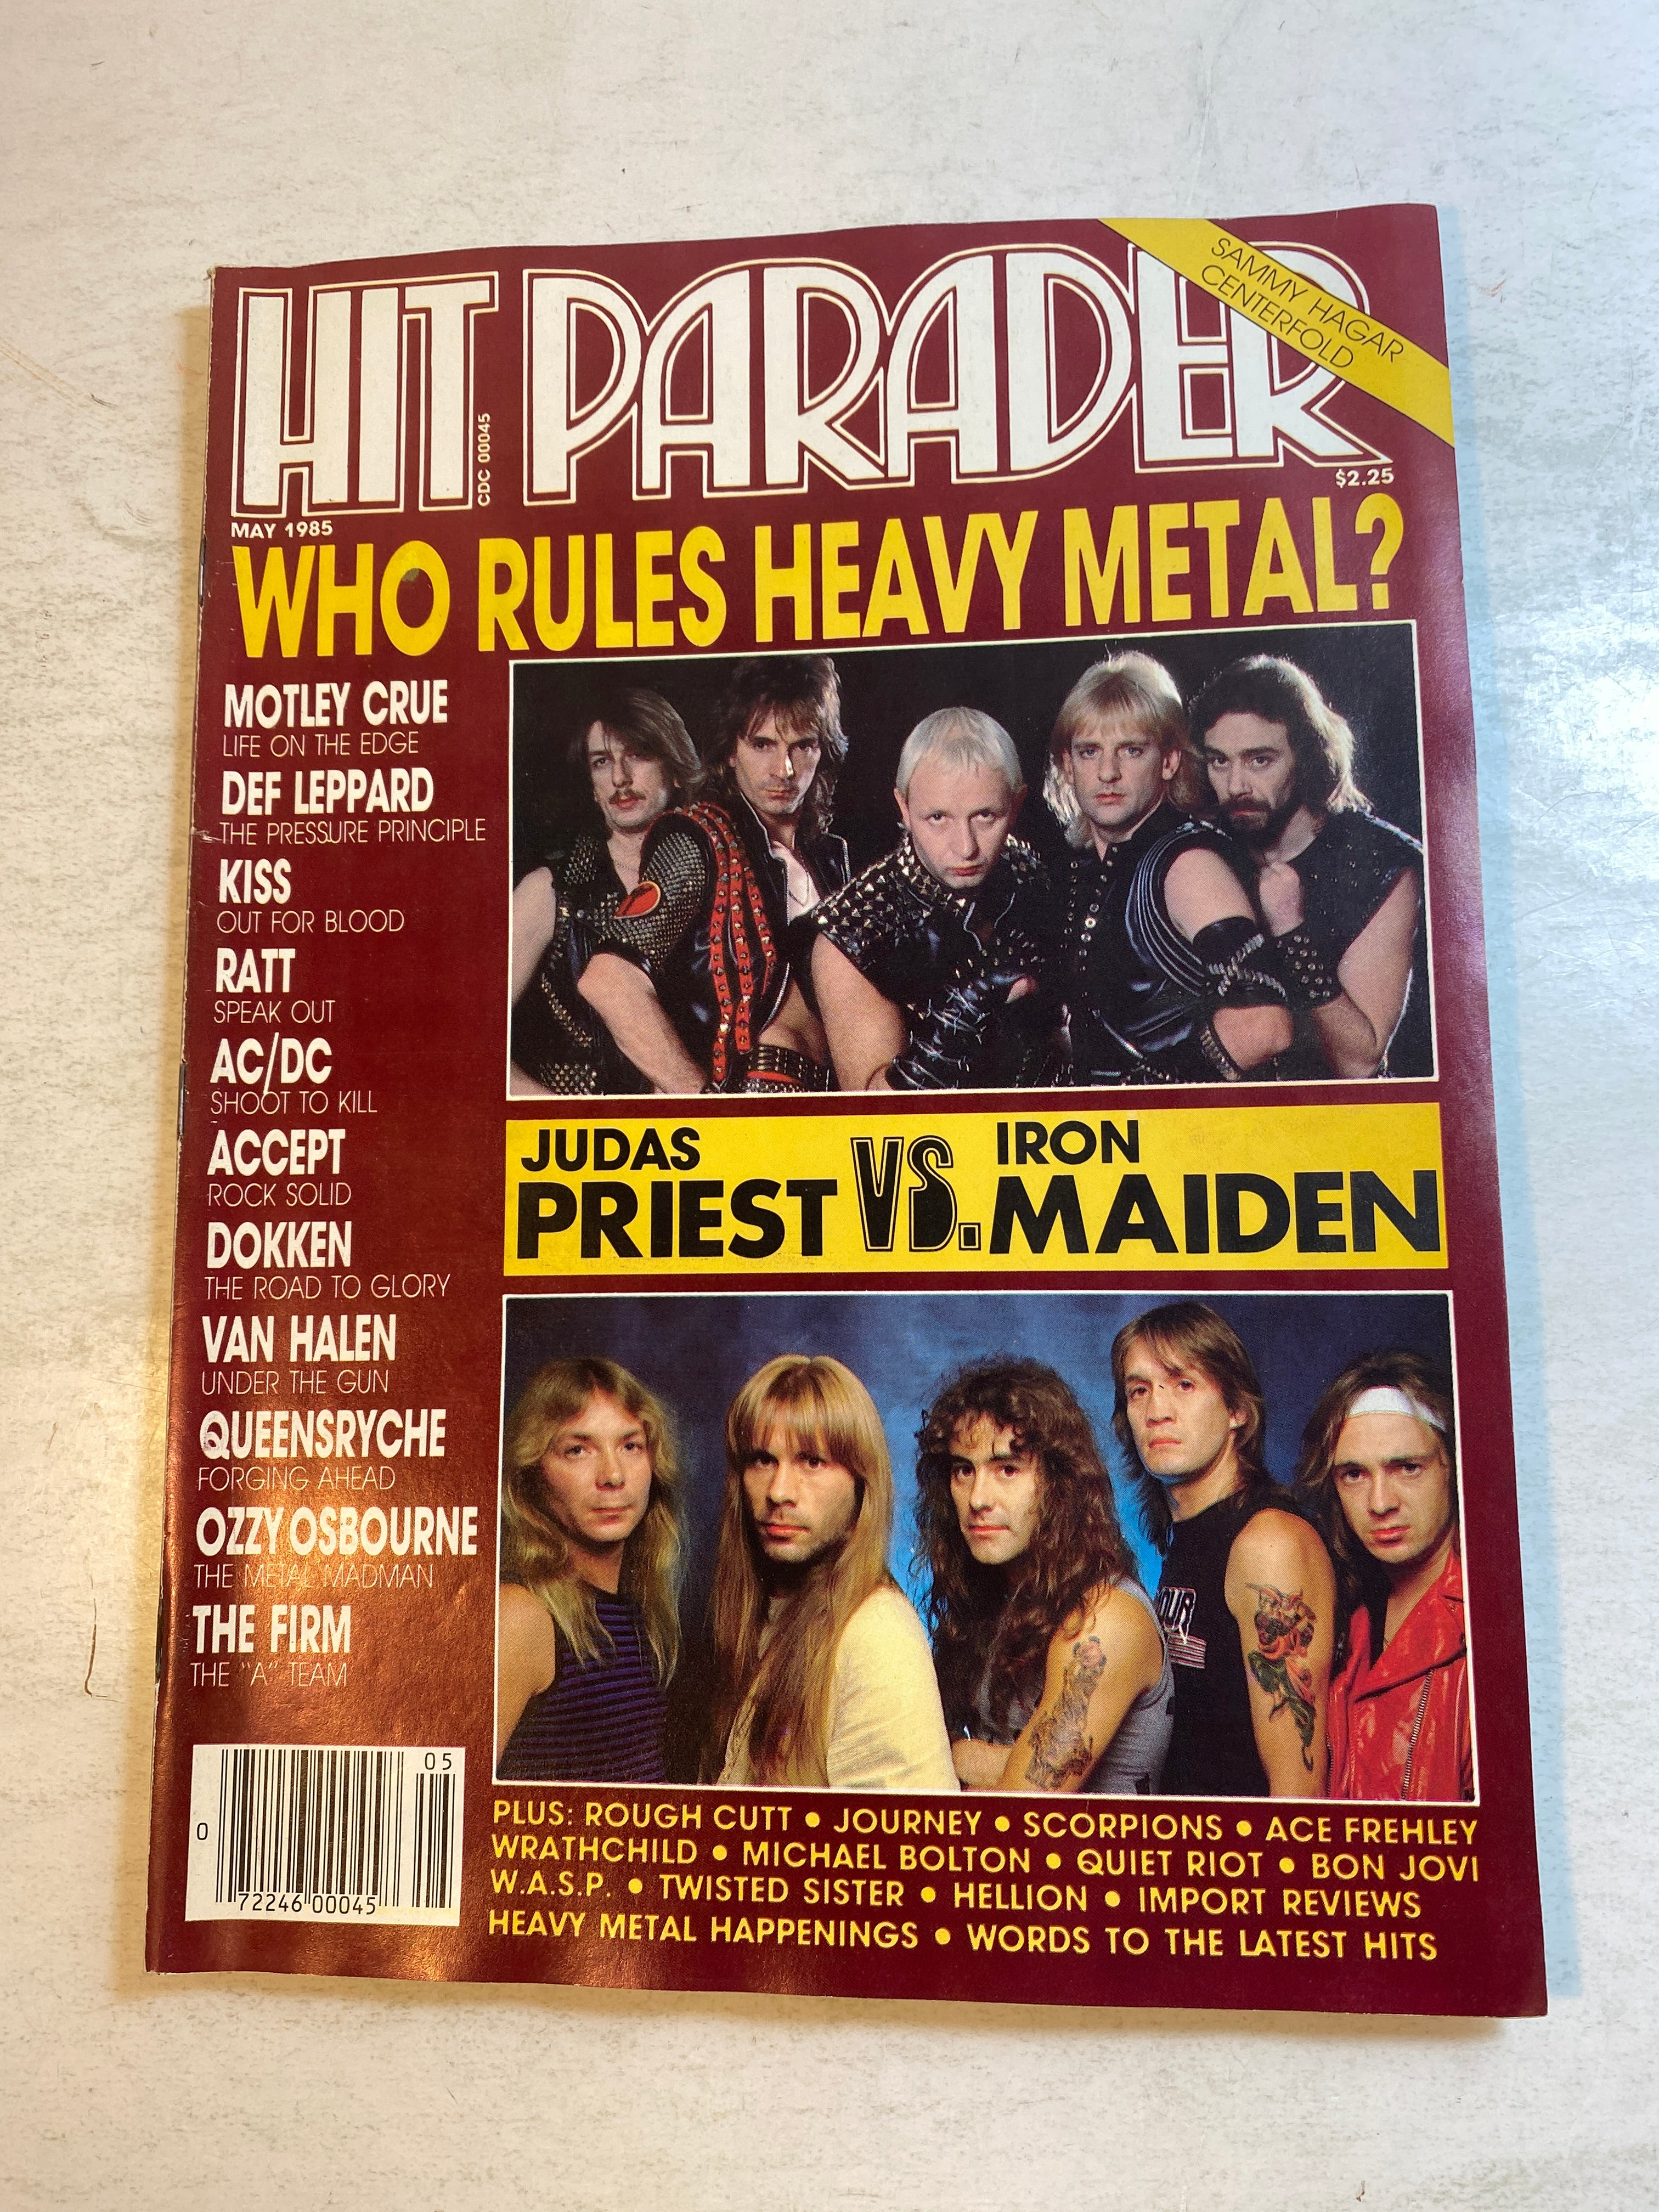 SAMMY HAGAR
CENTERFOLD
HIT PARADER
CDC 00045
$2.25
MAY 1985
WHO RULES HEAVY METAL?
MOTLEY CRUE
LIFE ON THE EDGE
DEF LEPPARD
THE PRESSURE PRINCIPLE
KISS
OUT FOR BLOOD
RATT
SPEAK OUT
AC/DC
SHOOT TO KILL
ACCEPT
ROCK SOLID
DOKKEN
THE ROAD TO GLORY
VAN HALEN
UNDER THE GUN
QUEENSRYCHE
FORGING AHEAD
OZZY OSBOURNE
THE METAL MADMAN
THE FIRM
THE "A" TEAM
JUDAS
PRIEST VS. IRON
MAIDEN
PLUS: ROUGH CUTT • JOURNEY • SCORPIONS • ACE FREHLEY
WRATHCHILD • MICHAEL BOLTON • QUIET RIOT • BON JOVI
W.A.S.P. • TWISTED SISTER • HELLION • IMPORT REVIEWS
HEAVY METAL HAPPENINGS • WORDS TO THE LATEST HITS
05
0
72246 00045